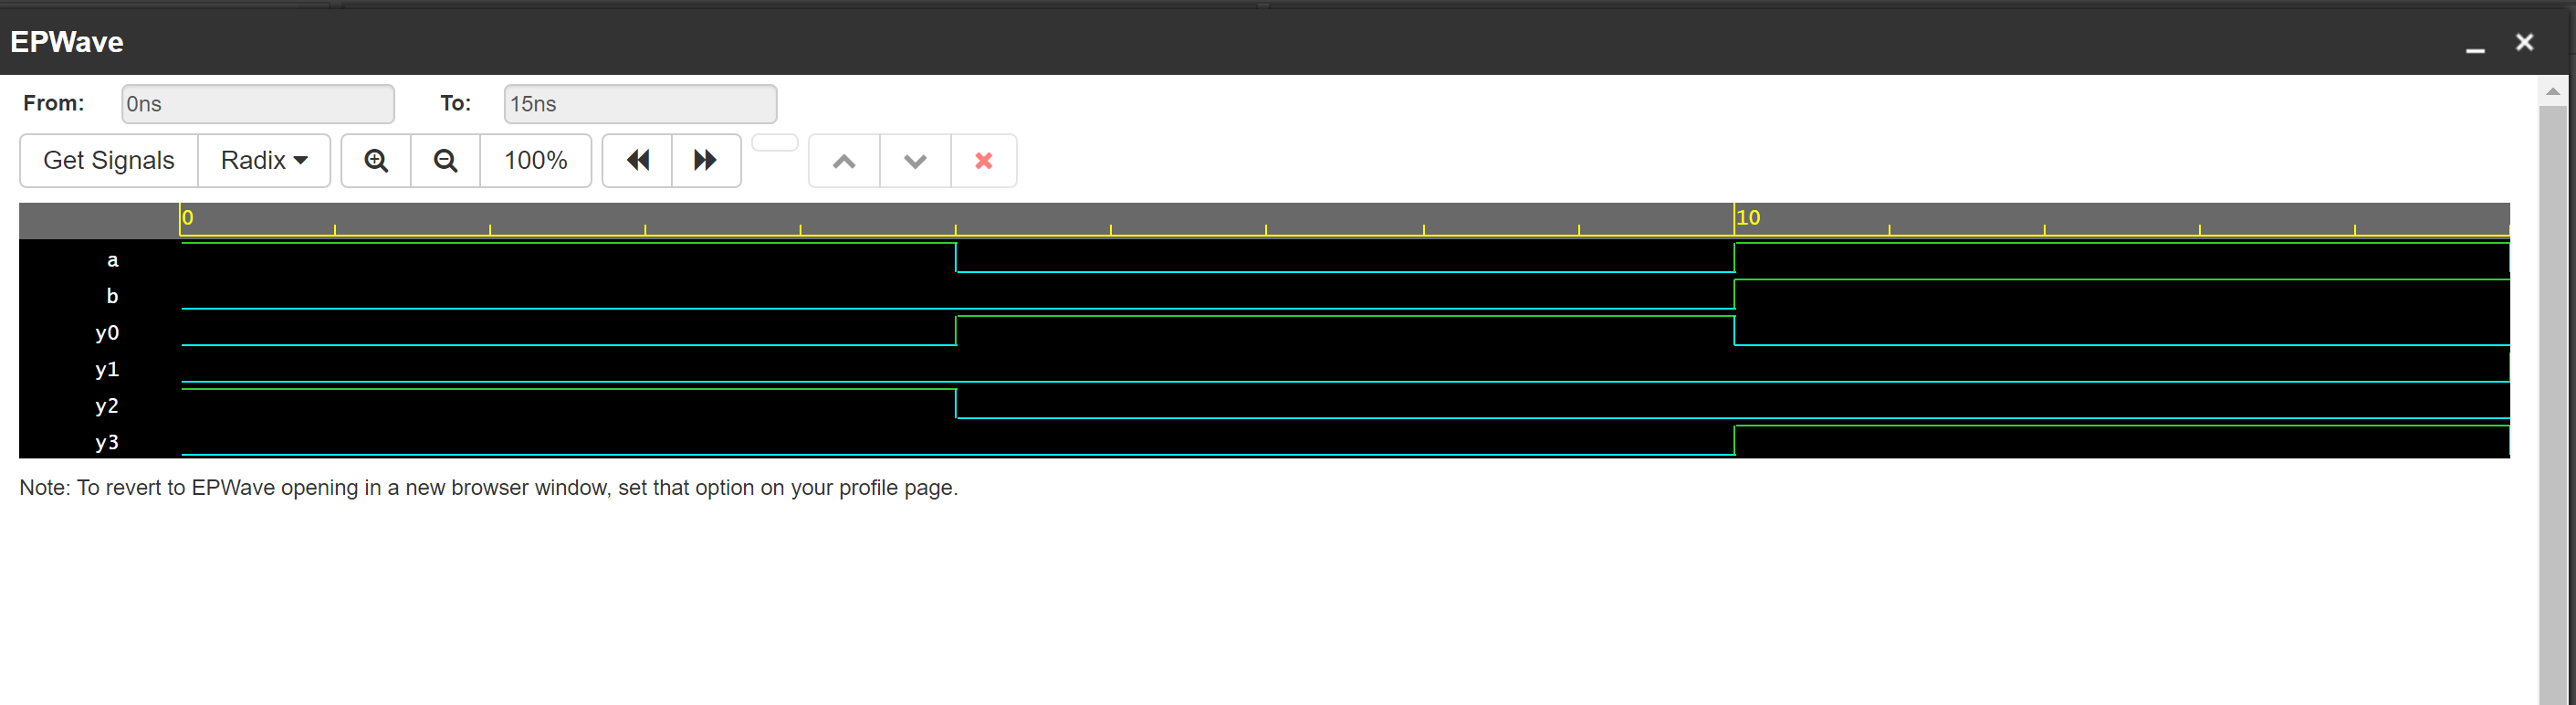 EPWave
From: 0ns To: 15ns
Get Signals Radix 100%
0 10
a
b
y0
y1
y2
y3
Note: To revert to EPWave opening in a new browser window, set that option on your profile page.